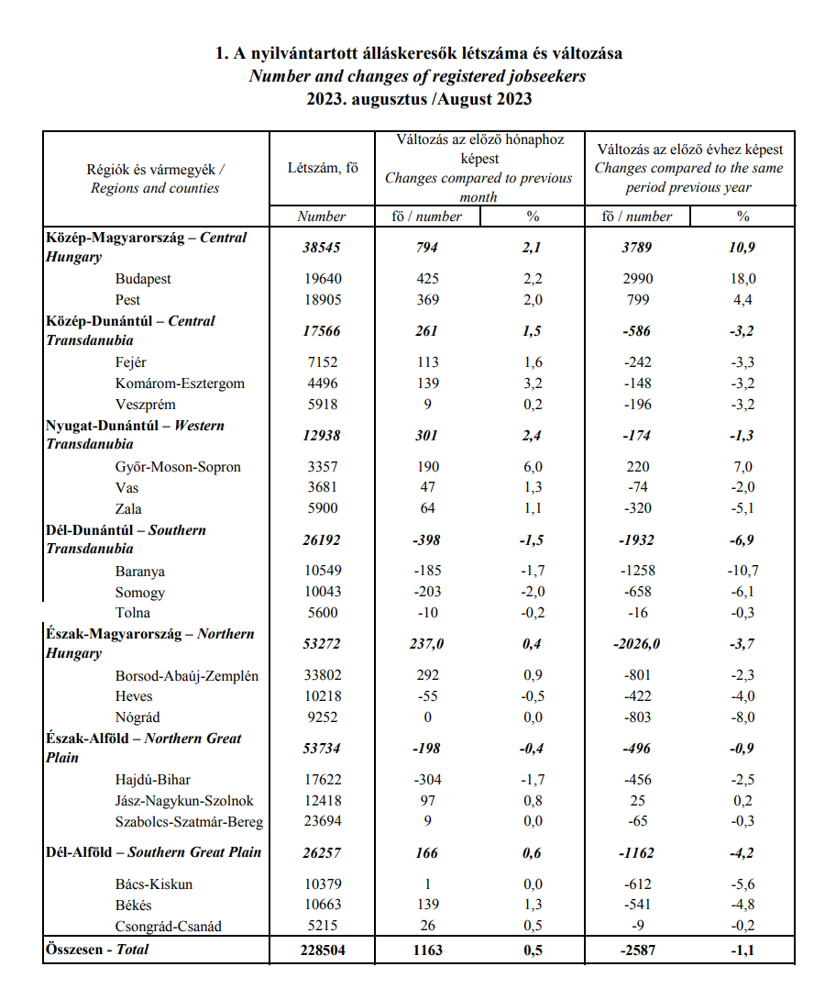 1. A nyilvántartott álláskeresők létszáma és változása
Number and changes of registered jobseekers
2023. augusztus /August 2023
Régiók és vármegyék /
Regions and counties
Létszám, fő
Változás az előző hónaphoz
képest
Changes compared to previous
month
Változás az előző évhez képest
Changes compared to the same
period previous year
Number fő / number % fő / number %
Közép-Magyarország – Central
Hungary
38545 794 2,1 3789 10,9
Budapest 19640 425 2,2 2990 18,0
Pest 18905 369 2,0 799 4,4
Közép-Dunántúl – Central
Transdanubia
17566 261 1,5 -586 -3,2
Fejér 7152 113 1,6 -242 -3,3
Komárom-Esztergom 4496 139 3,2 -148 -3,2
Veszprém 5918 9 0,2 -196 -3,2
Nyugat-Dunántúl – Western
Transdanubia
12938 301 2,4 -174 -1,3
Győr-Moson-Sopron 3357 190 6,0 220 7,0
Vas 3681 47 1,3 -74 -2,0
Zala 5900 64 1,1 -320 -5,1
Dél-Dunántúl – Southern
Transdanubia
26192 -398 -1,5 -1932 -6,9
Baranya 10549 -185 -1,7 -1258 -10,7
Somogy 10043 -203 -2,0 -658 -6,1
Tolna 5600 -10 -0,2 -16 -0,3
Észak-Magyarország – Northern
Hungary
53272 237,0 0,4 -2026,0 -3,7
Borsod-Abaúj-Zemplén 33802 292 0,9 -801 -2,3
Heves 10218 -55 -0,5 -422 -4,0
Nógrád 9252 0 0,0 -803 -8,0
Észak-Alföld – Northern Great
Plain
53734 -198 -0,4 -496 -0,9
Hajdú-Bihar 17622 -304 -1,7 -456 -2,5
Jász-Nagykun-Szolnok 12418 97 0,8 25 0,2
Szabolcs-Szatmár-Bereg 23694 9 0,0 -65 -0,3
Dél-Alföld – Southern Great Plain 26257 166 0,6 -1162 -4,2
Bács-Kiskun 10379 1 0,0 -612 -5,6
Békés 10663 139 1,3 -541 -4,8
Csongrád-Csanád 5215 26 0,5 -9 -0,2
Összesen - Total 228504 1163 0,5 -2587 -1,1